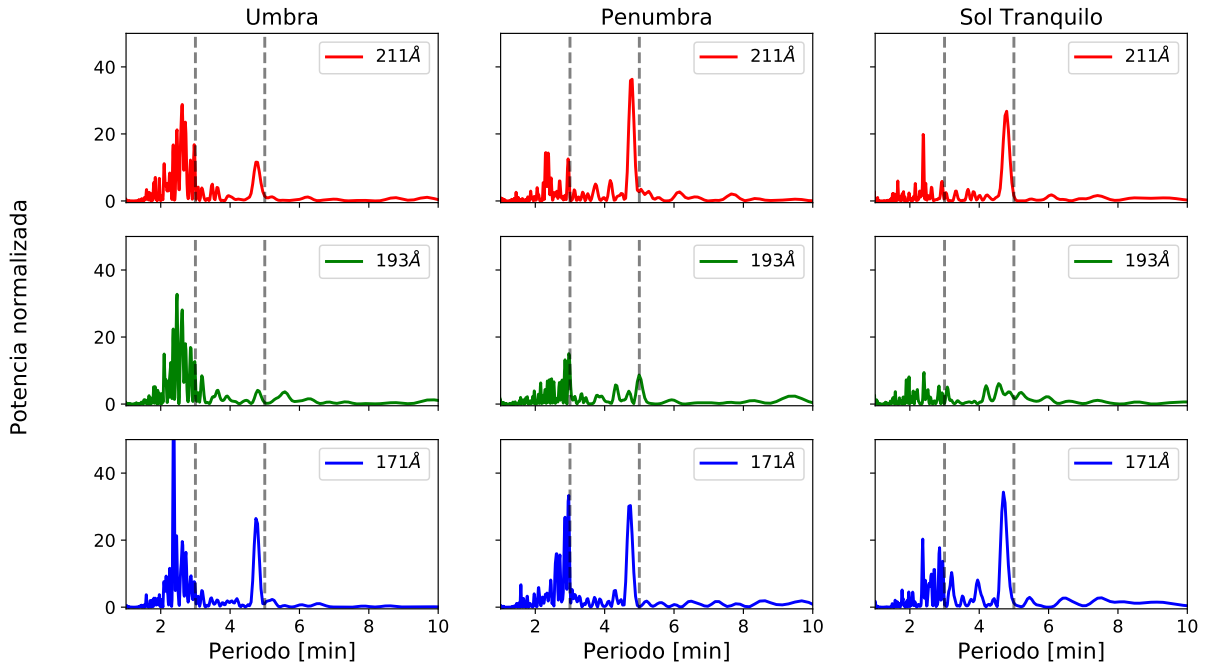 Umbra
Penumbra
Sol Tranquilo
Potencia normalizada
40
20
0
211Å
211Å
211Å
40
20
0
193Å
193Å
193Å
40
20
0
171Å
171Å
171Å
2 4 6 8 10
2 4 6 8 10
2 4 6 8 10
Periodo [min]
Periodo [min]
Periodo [min]